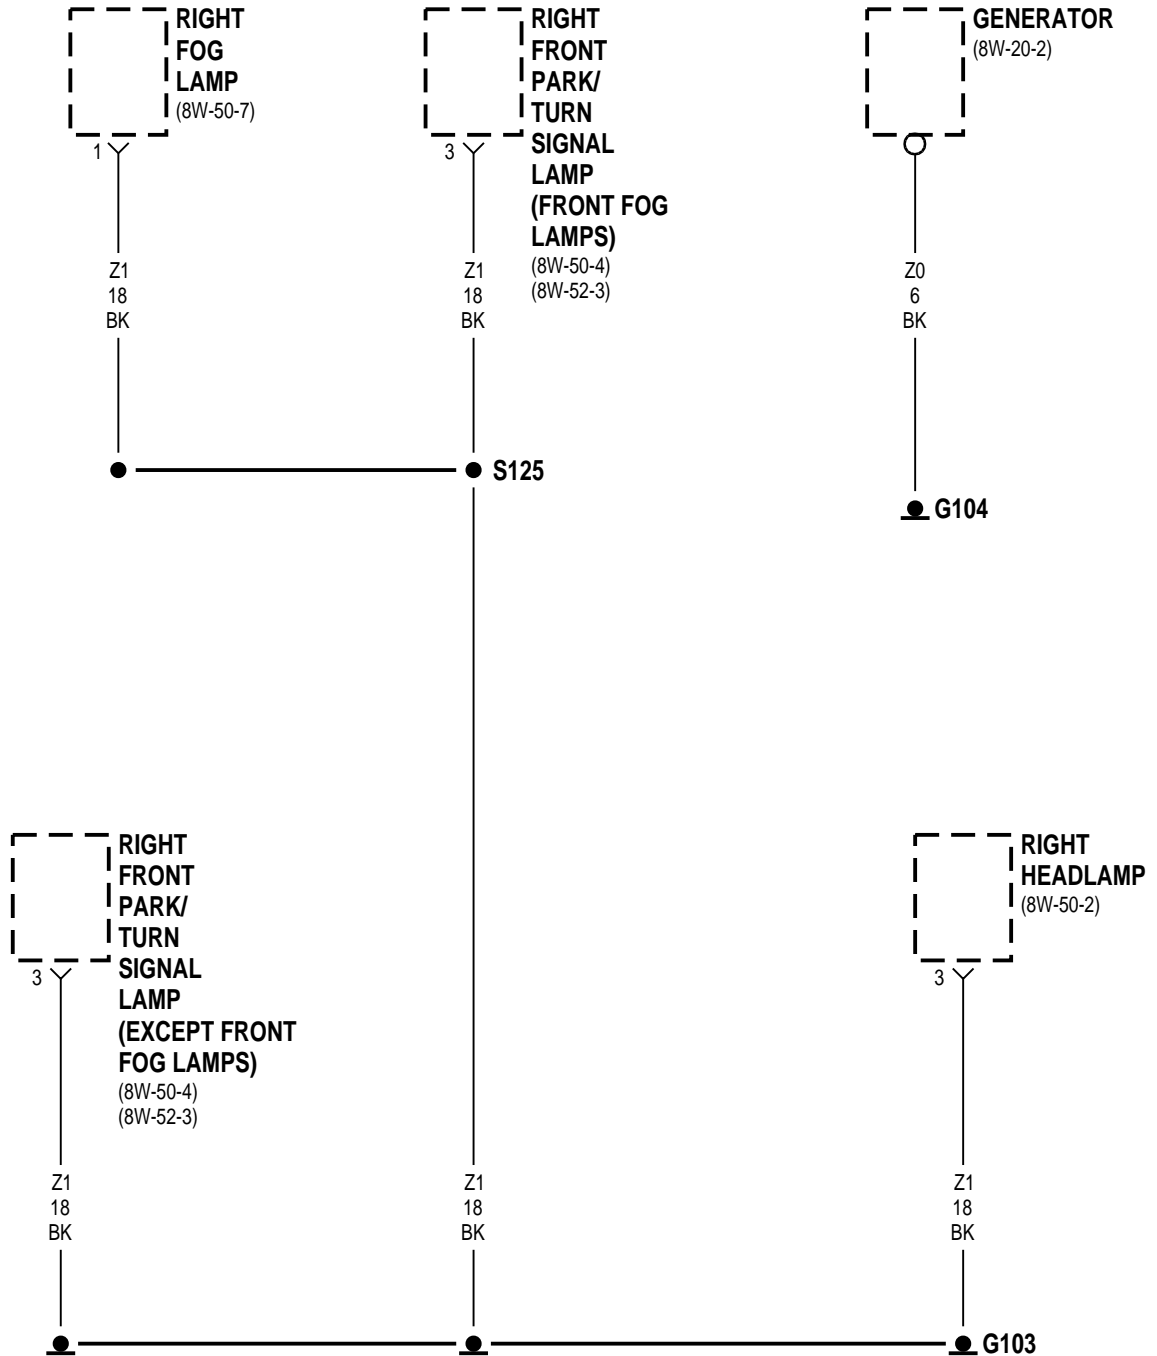 RIGHT
FOG
LAMP
(8W-50-7)
1
Z1
18
BK
RIGHT
FRONT
PARK/
TURN
SIGNAL
LAMP
(FRONT FOG
LAMPS)
(8W-50-4)
(8W-52-3)
3
Z1
18
BK
S125
GENERATOR
(8W-20-2)
Z0
6
BK
G104
RIGHT
FRONT
PARK/
TURN
SIGNAL
LAMP
(EXCEPT FRONT
FOG LAMPS)
(8W-50-4)
(8W-52-3)
3
Z1
18
BK
Z1
18
BK
RIGHT
HEADLAMP
(8W-50-2)
3
Z1
18
BK
G103